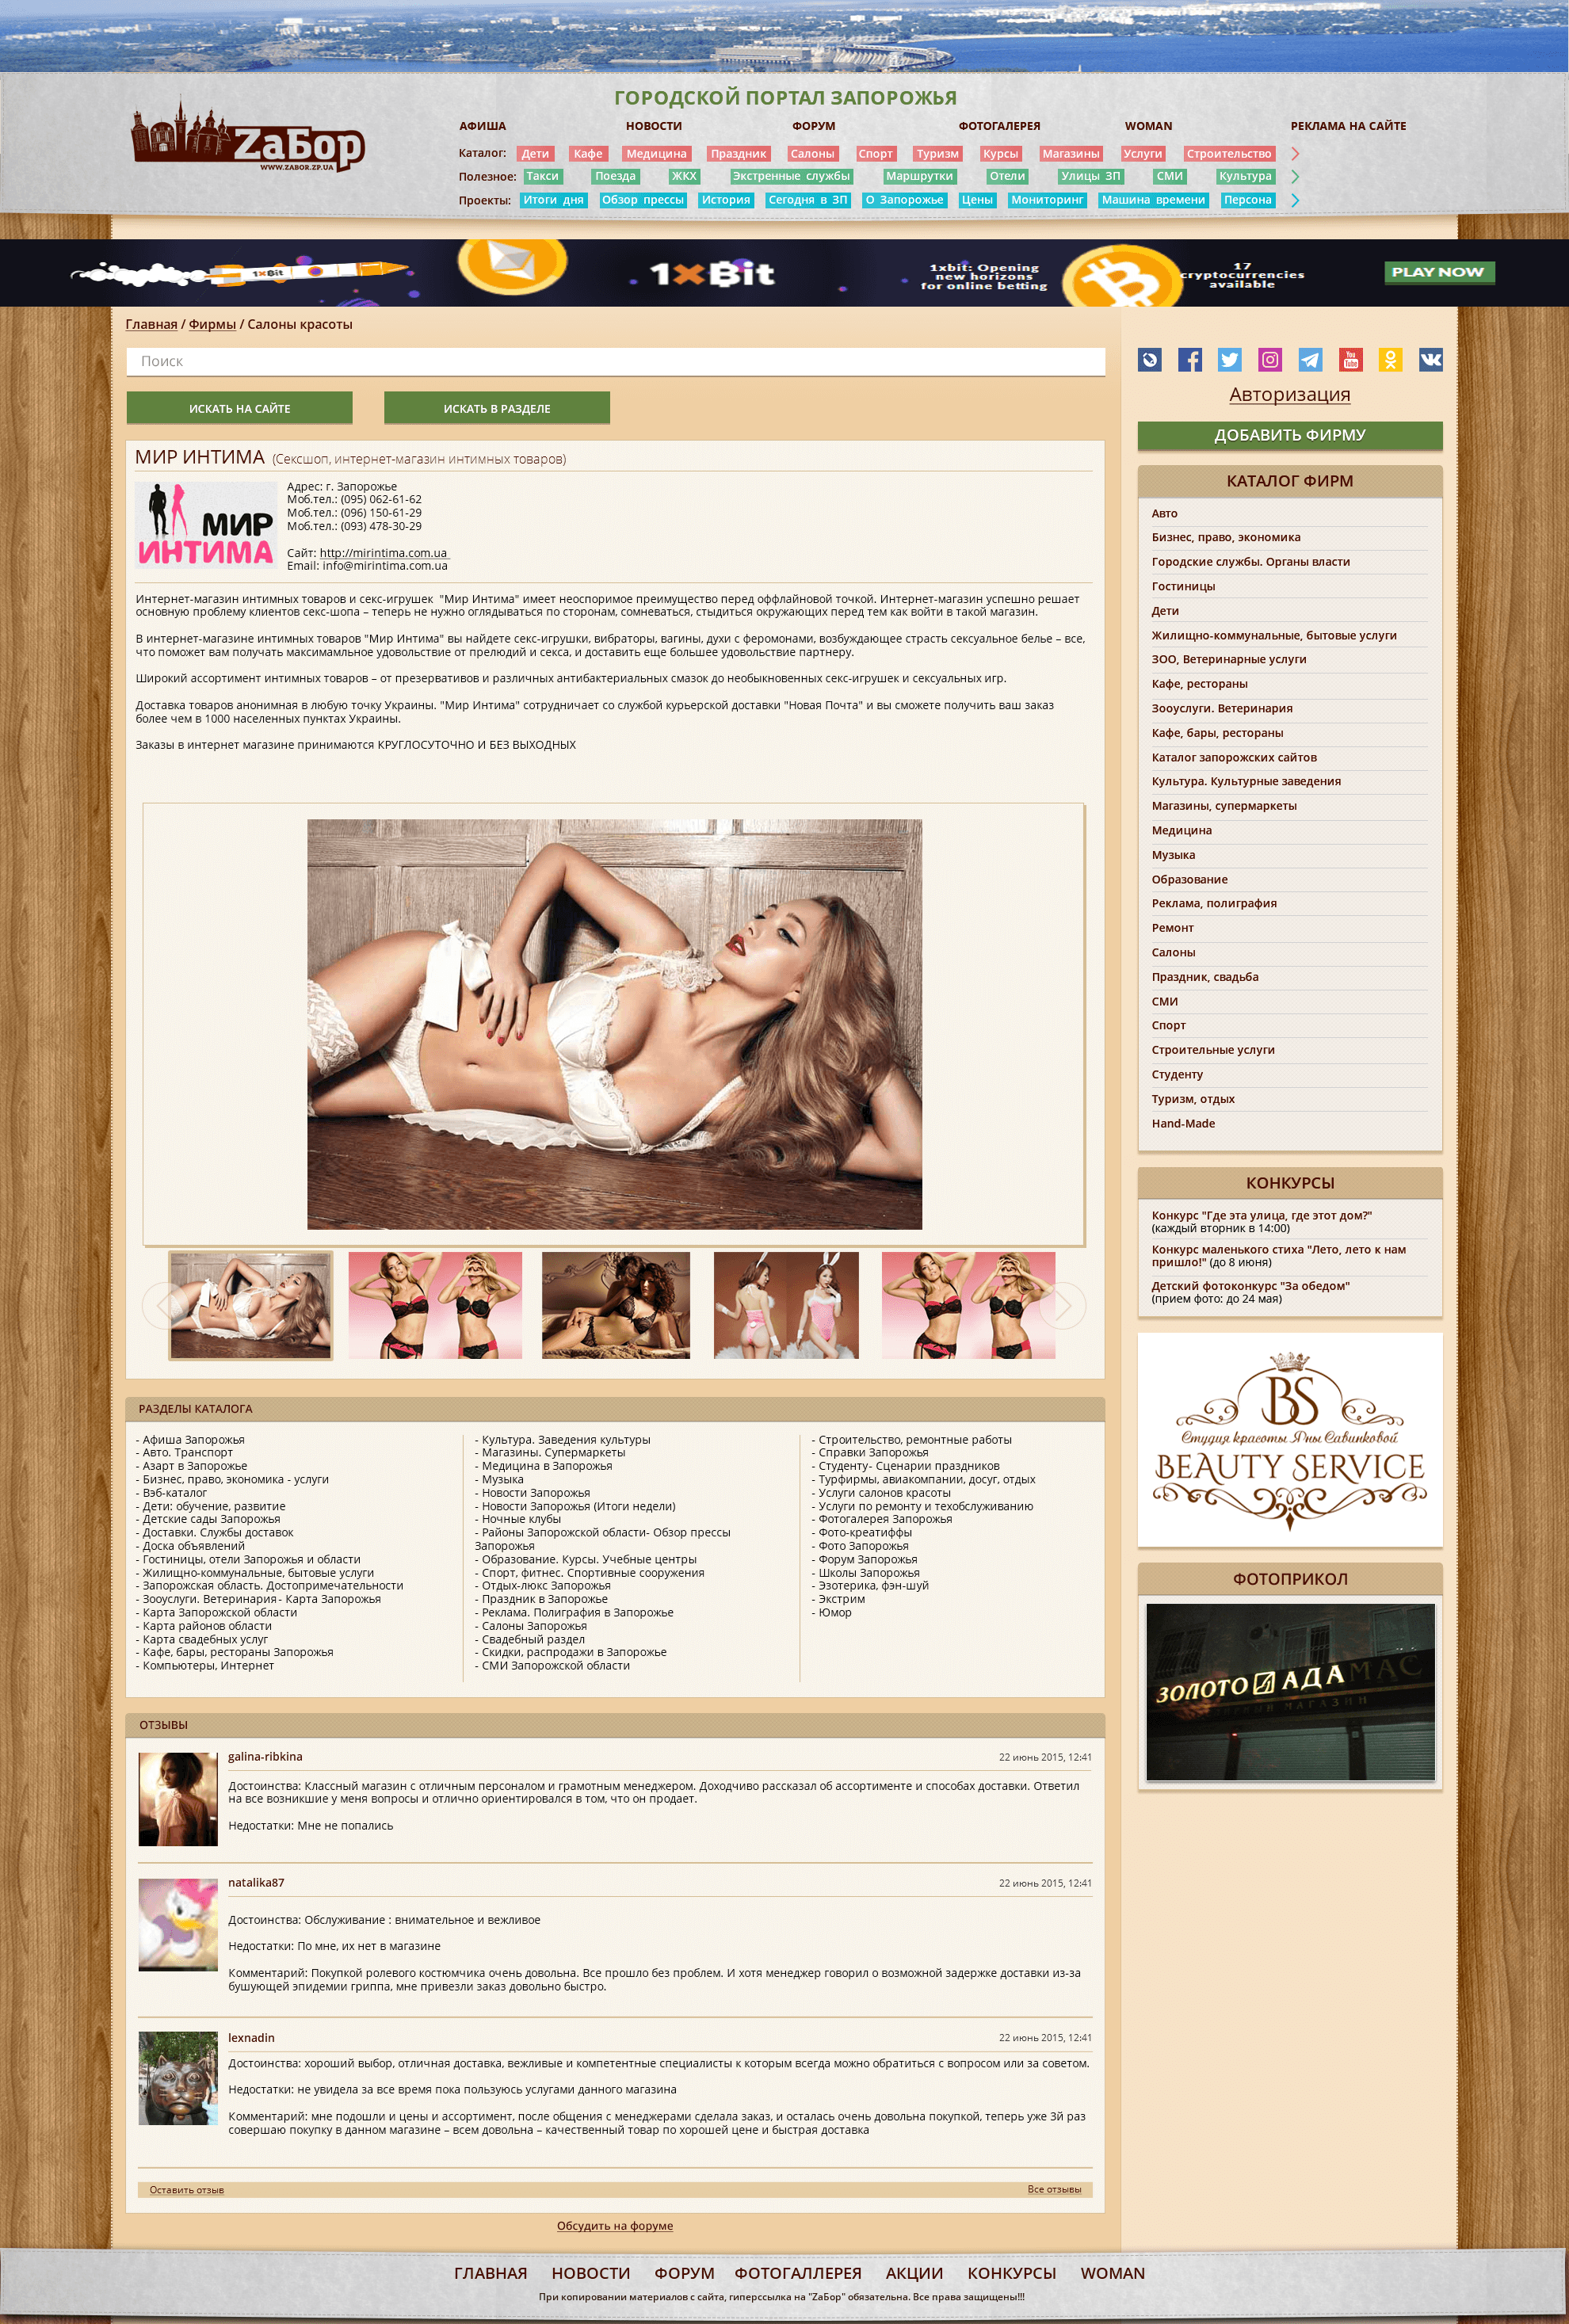 ГОРОДСКОЙ ПОРТАЛ ЗАПОРОЖЬЯ
ZаБор
WWW.ZABOR.ZP.UA
АФИША НОВОСТИ ФОРУМ ФОТОГАЛЕРЕЯ WOMAN РЕКЛАМА НА САЙТЕ
Каталог: Дети Кафе Медицина Праздник Салоны Спорт Туризм Курсы Магазины Услуги Строительство
Полезное: Такси Поезда ЖКХ Экстренные службы Маршрутки Отели Улицы ЗП СМИ Культура
Проекты: Итоги дня Обзор прессы История Сегодня в ЗП О Запорожье Цены Мониторинг Машина времени Персона
1xBit
1xBit
1xbit: Opening
new horizons
for online betting
17
cryptocurrencies
available
PLAY NOW
Главная / Фирмы / Салоны красоты
Поиск
ИСКАТЬ НА САЙТЕ ИСКАТЬ В РАЗДЕЛЕ
МИР ИНТИМА (Сексшоп, интернет-магазин интимных товаров)
МИР
ИНТИМА
Адрес: г. Запорожье
Моб.тел.: (095) 062-61-62
Моб.тел.: (096) 150-61-29
Моб.тел.: (093) 478-30-29
Сайт: http://mirintima.com.ua
Email: info@mirintima.com.ua
Интернет-магазин интимных товаров и секс-игрушек "Мир Интима" имеет неоспоримое преимущество перед оффлайновой точкой. Интернет-магазин успешно решает
основную проблему клиентов секс-шопа – теперь не нужно оглядываться по сторонам, сомневаться, стыдиться окружающих перед тем как войти в такой магазин.
В интернет-магазине интимных товаров "Мир Интима" вы найдете секс-игрушки, вибраторы, вагины, духи с феромонами, возбуждающее страсть сексуальное белье – все,
что поможет вам получать максимамльное удовольствие от прелюдий и секса, и доставить еще большее удовольствие партнеру.
Широкий ассортимент интимных товаров – от презервативов и различных антибактериальных смазок до необыкновенных секс-игрушек и сексуальных игр.
Доставка товаров анонимная в любую точку Украины. "Мир Интима" сотрудничает со службой курьерской доставки "Новая Почта" и вы сможете получить ваш заказ
более чем в 1000 населенных пунктах Украины.
Заказы в интернет магазине принимаются КРУГЛОСУТОЧНО И БЕЗ ВЫХОДНЫХ
РАЗДЕЛЫ КАТАЛОГА
- Афиша Запорожья
- Авто. Транспорт
- Азарт в Запорожье
- Бизнес, право, экономика - услуги
- Вэб-каталог
- Дети: обучение, развитие
- Детские сады Запорожья
- Доставки. Службы доставок
- Доска объявлений
- Гостиницы, отели Запорожья и области
- Жилищно-коммунальные, бытовые услуги
- Запорожская область. Достопримечательности
- Зооуслуги. Ветеринария- Карта Запорожья
- Карта Запорожской области
- Карта районов области
- Карта свадебных услуг
- Кафе, бары, рестораны Запорожья
- Компьютеры, Интернет
- Культура. Заведения культуры
- Магазины. Супермаркеты
- Медицина в Запорожья
- Музыка
- Новости Запорожья
- Новости Запорожья (Итоги недели)
- Ночные клубы
- Районы Запорожской области- Обзор прессы
Запорожья
- Образование. Курсы. Учебные центры
- Спорт, фитнес. Спортивные сооружения
- Отдых-люкс Запорожья
- Праздник в Запорожье
- Реклама. Полиграфия в Запорожье
- Салоны Запорожья
- Свадебный раздел
- Скидки, распродажи в Запорожье
- СМИ Запорожской области
- Строительство, ремонтные работы
- Справки Запорожья
- Студенту- Сценарии праздников
- Турфирмы, авиакомпании, досуг, отдых
- Услуги салонов красоты
- Услуги по ремонту и техобслуживанию
- Фотогалерея Запорожья
- Фото-креатиффы
- Фото Запорожья
- Форум Запорожья
- Школы Запорожья
- Эзотерика, фэн-шуй
- Экстрим
- Юмор
ОТЗЫВЫ
galina-ribkina 22 июнь 2015, 12:41
Достоинства: Классный магазин с отличным персоналом и грамотным менеджером. Доходчиво рассказал об ассортименте и способах доставки. Ответил
на все возникшие у меня вопросы и отлично ориентировался в том, что он продает.
Недостатки: Мне не попались
natalika87 22 июнь 2015, 12:41
Достоинства: Обслуживание : внимательное и вежливое
Недостатки: По мне, их нет в магазине
Комментарий: Покупкой ролевого костюмчика очень довольна. Все прошло без проблем. И хотя менеджер говорил о возможной задержке доставки из-за
бушующей эпидемии гриппа, мне привезли заказ довольно быстро.
lexnadin 22 июнь 2015, 12:41
Достоинства: хороший выбор, отличная доставка, вежливые и компетентные специалисты к которым всегда можно обратиться с вопросом или за советом.
Недостатки: не увидела за все время пока пользуюсь услугами данного магазина
Комментарий: мне подошли и цены и ассортимент, после общения с менеджерами сделала заказ, и осталась очень довольна покупкой, теперь уже 3й раз
совершаю покупку в данном магазине – всем довольна – качественный товар по хорошей цене и быстрая доставка
Оставить отзыв Все отзывы
Обсудить на форуме
You
Tube
Авторизация
ДОБАВИТЬ ФИРМУ
КАТАЛОГ ФИРМ
Авто
Бизнес, право, экономика
Городские службы. Органы власти
Гостиницы
Дети
Жилищно-коммунальные, бытовые услуги
ЗОО, Ветеринарные услуги
Кафе, рестораны
Зооуслуги. Ветеринария
Кафе, бары, рестораны
Каталог запорожских сайтов
Культура. Культурные заведения
Магазины, супермаркеты
Медицина
Музыка
Образование
Реклама, полиграфия
Ремонт
Салоны
Праздник, свадьба
СМИ
Спорт
Строительные услуги
Студенту
Туризм, отдых
Hand-Made
КОНКУРСЫ
Конкурс "Где эта улица, где этот дом?"
(каждый вторник в 14:00)
Конкурс маленького стиха "Лето, лето к нам
пришло!" (до 8 июня)
Детский фотоконкурс "За обедом"
(прием фото: до 24 мая)
BS
Студия красоты Яны Савинковой
BEAUTY SERVICE
ФОТОПРИКОЛ
ЗОЛОТО АДАМАС
МАГАЗИН
ГЛАВНАЯ НОВОСТИ ФОРУМ ФОТОГАЛЛЕРЕЯ АКЦИИ КОНКУРСЫ WOMAN
При копировании материалов с сайта, гиперссылка на "ZаБор" обязательна. Все права защищены!!!